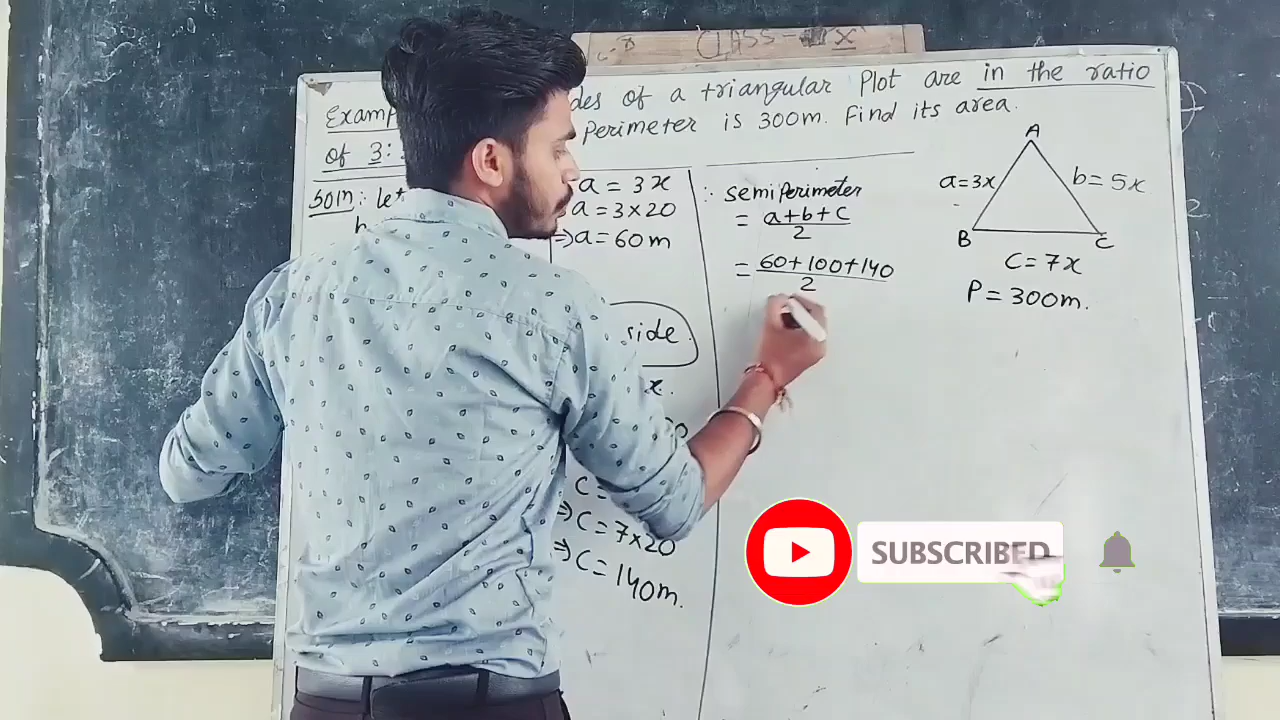 CLASS - IX
des of a triangular Plot are in the ratio
of 3: Perimeter is 300m. Find its area.
Soln: let
a = 3x
a = 3×20
⇒ a = 60m
side.
x.
C =
⇒ C = 7×20
⇒ C = 140m.
∴ semiperimeter
= a+b+c
2
= 60+100+140
2
A
a=3x
b=5x
B
C
C=7x
P = 300m.
SUBSCRIBED